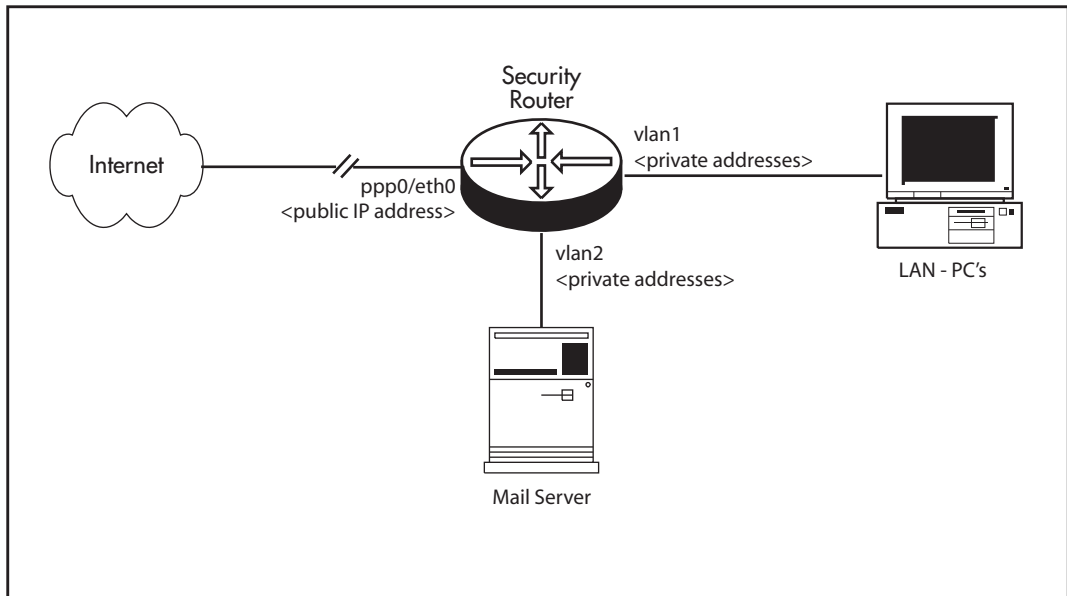 Security
Router
Internet
ppp0/eth0
<public IP address>
vlan1
<private addresses>
LAN - PC's
vlan2
<private addresses>
Mail Server